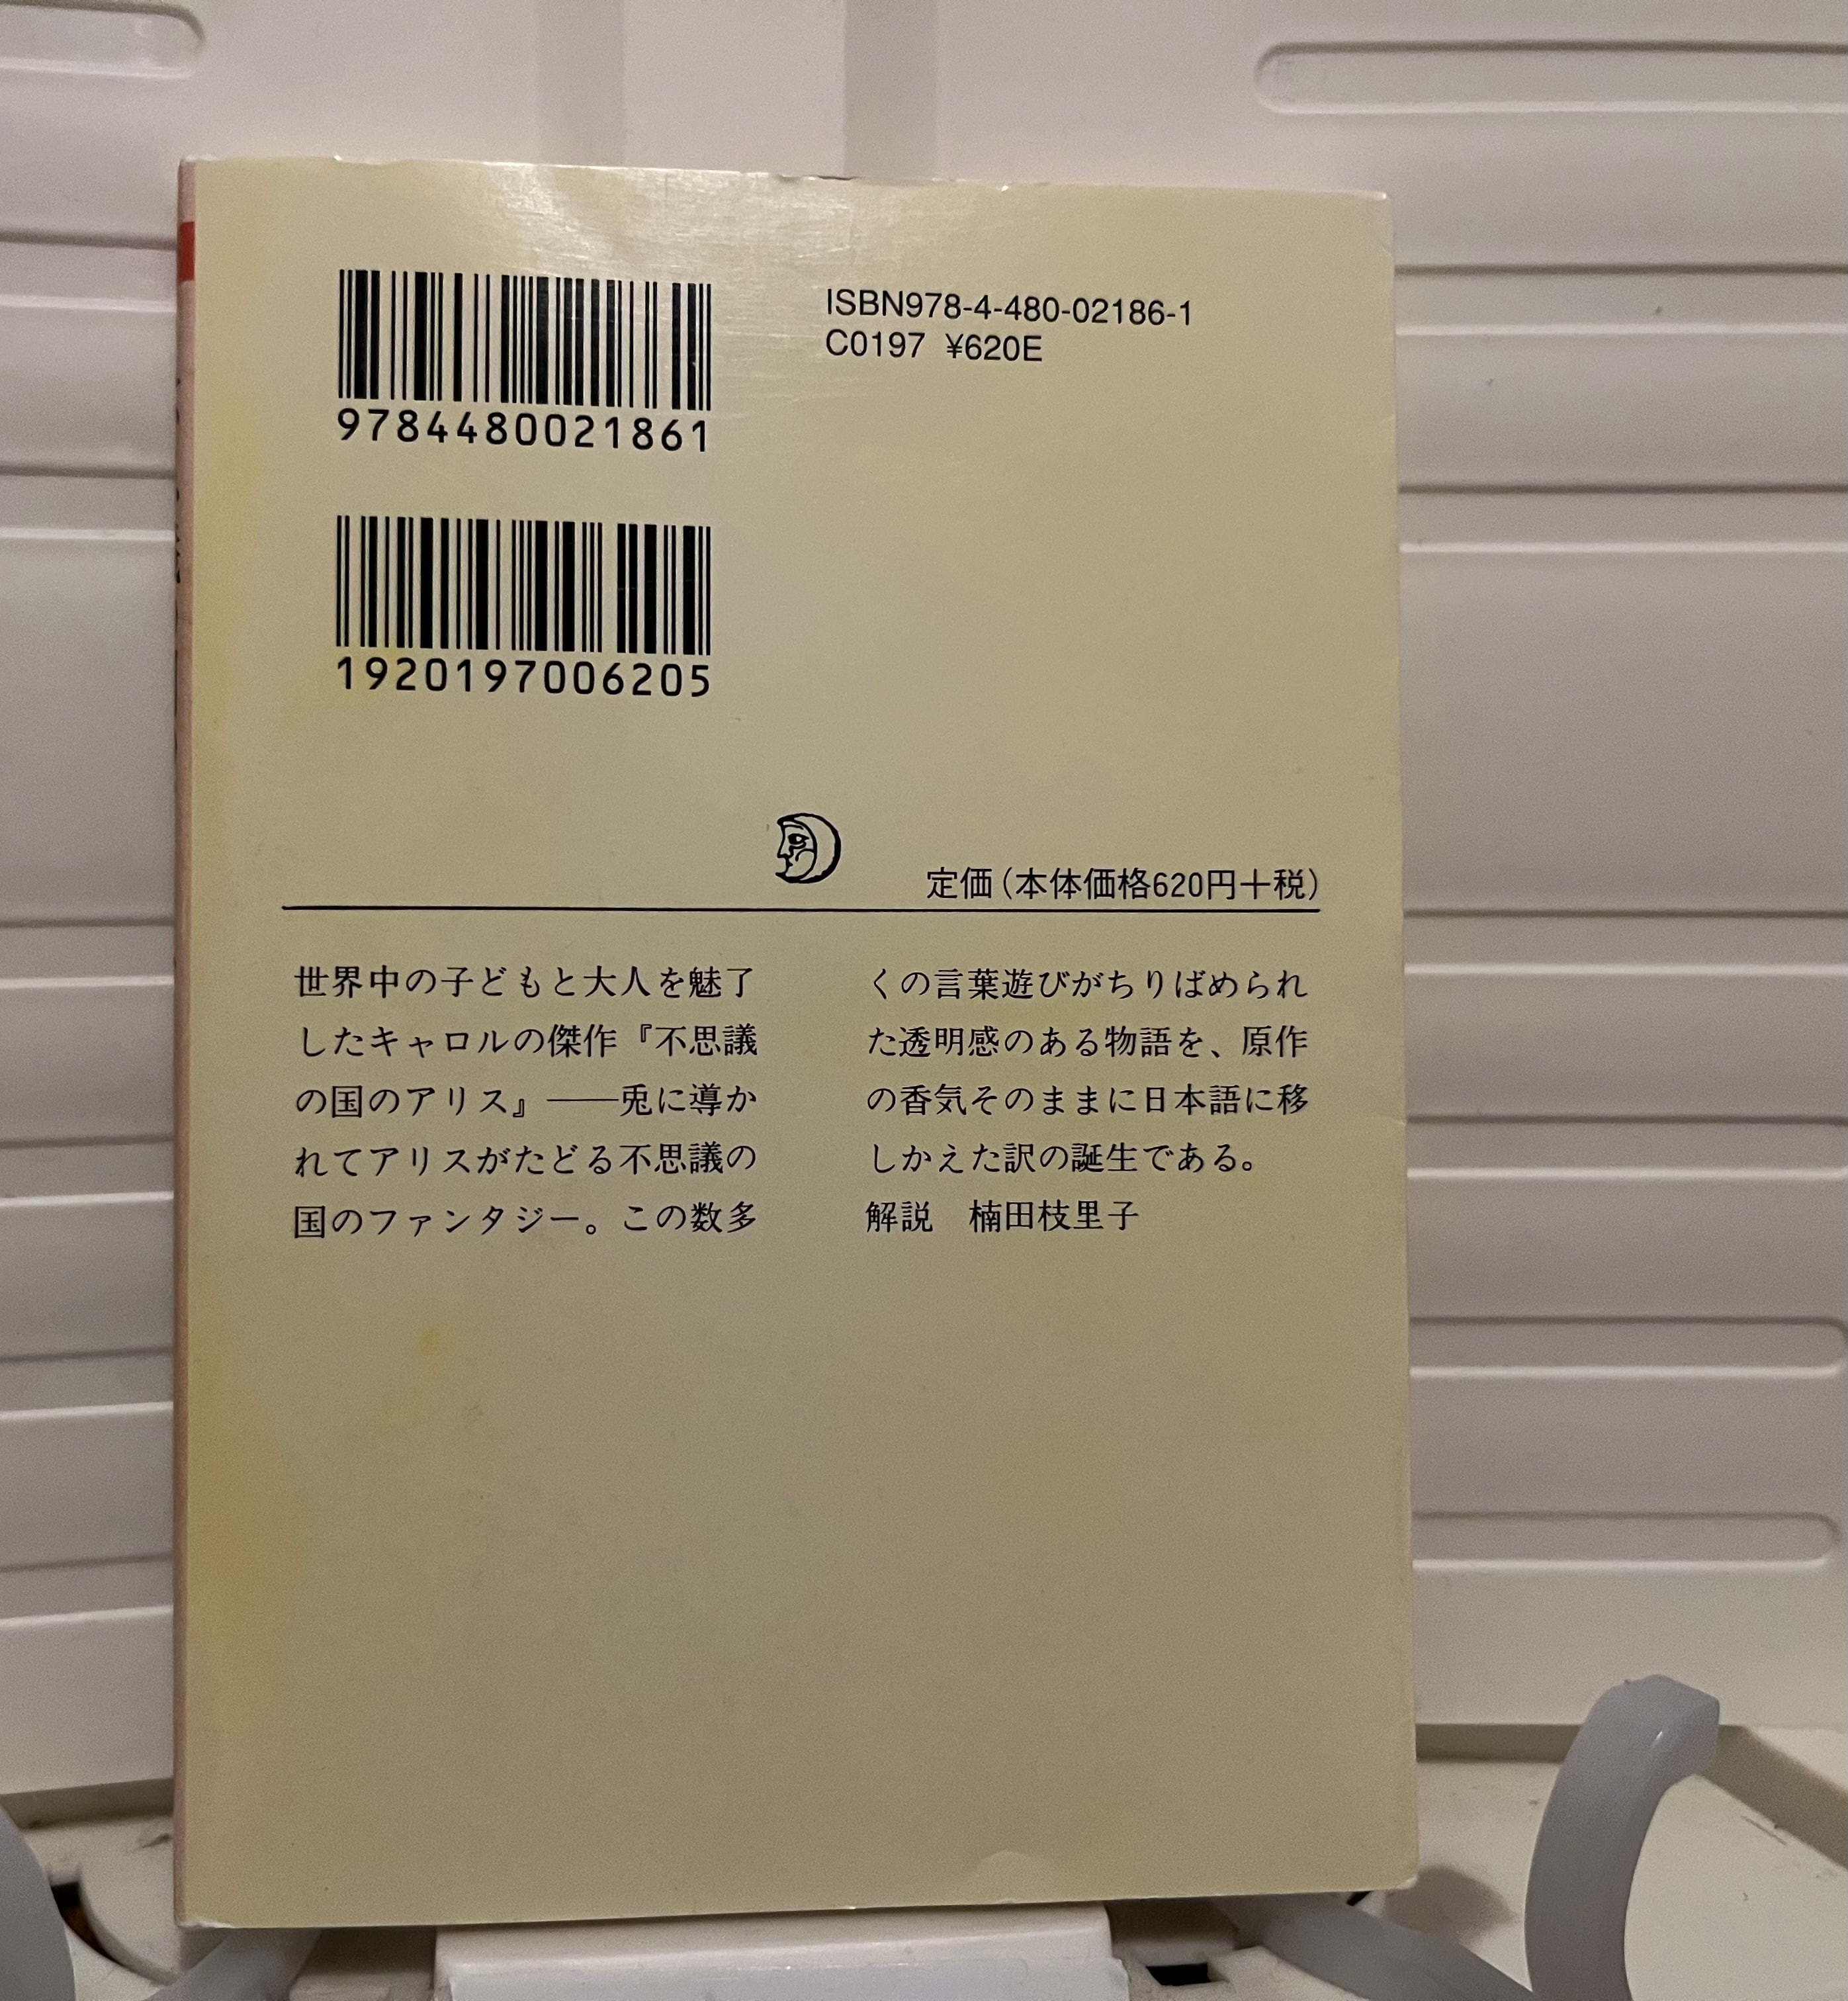 9784480021861
ISBN978-4-480-02186-1
C0197 ¥620E
1920197006205
定価(本体価格620円+税)
世界中の子どもと大人を魅了
したキャロルの傑作『不思議
の国のアリス』――兎に導か
れてアリスがたどる不思議の
国のファンタジー。この数多
くの言葉遊びがちりばめられ
た透明感のある物語を、原作
の香気そのままに日本語に移
しかえた訳の誕生である。
解説　楠田枝里子